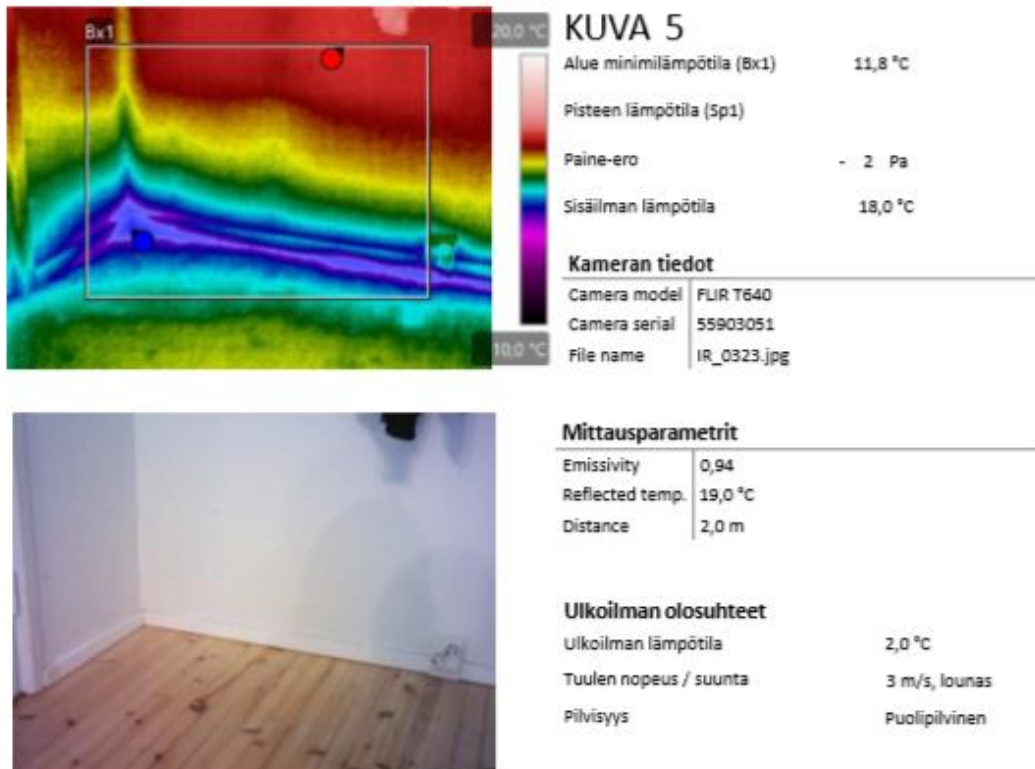 Bx1
20,0 °C
10,0 °C
KUVA 5
Alue minimilämpötila (Bx1) 11,8 °C
Pisteen lämpötila (Sp1)
Paine-ero - 2 Pa
Sisäilman lämpötila 18,0 °C
Kameran tiedot
Camera model FLIR T640
Camera serial 55903051
File name IR_0323.jpg
Mittausparametrit
Emissivity 0,94
Reflected temp. 19,0 °C
Distance 2,0 m
Ulkoilman olosuhteet
Ulkoilman lämpötila 2,0 °C
Tuulen nopeus / suunta 3 m/s, lounas
Pilvisyys Puolipilvinen